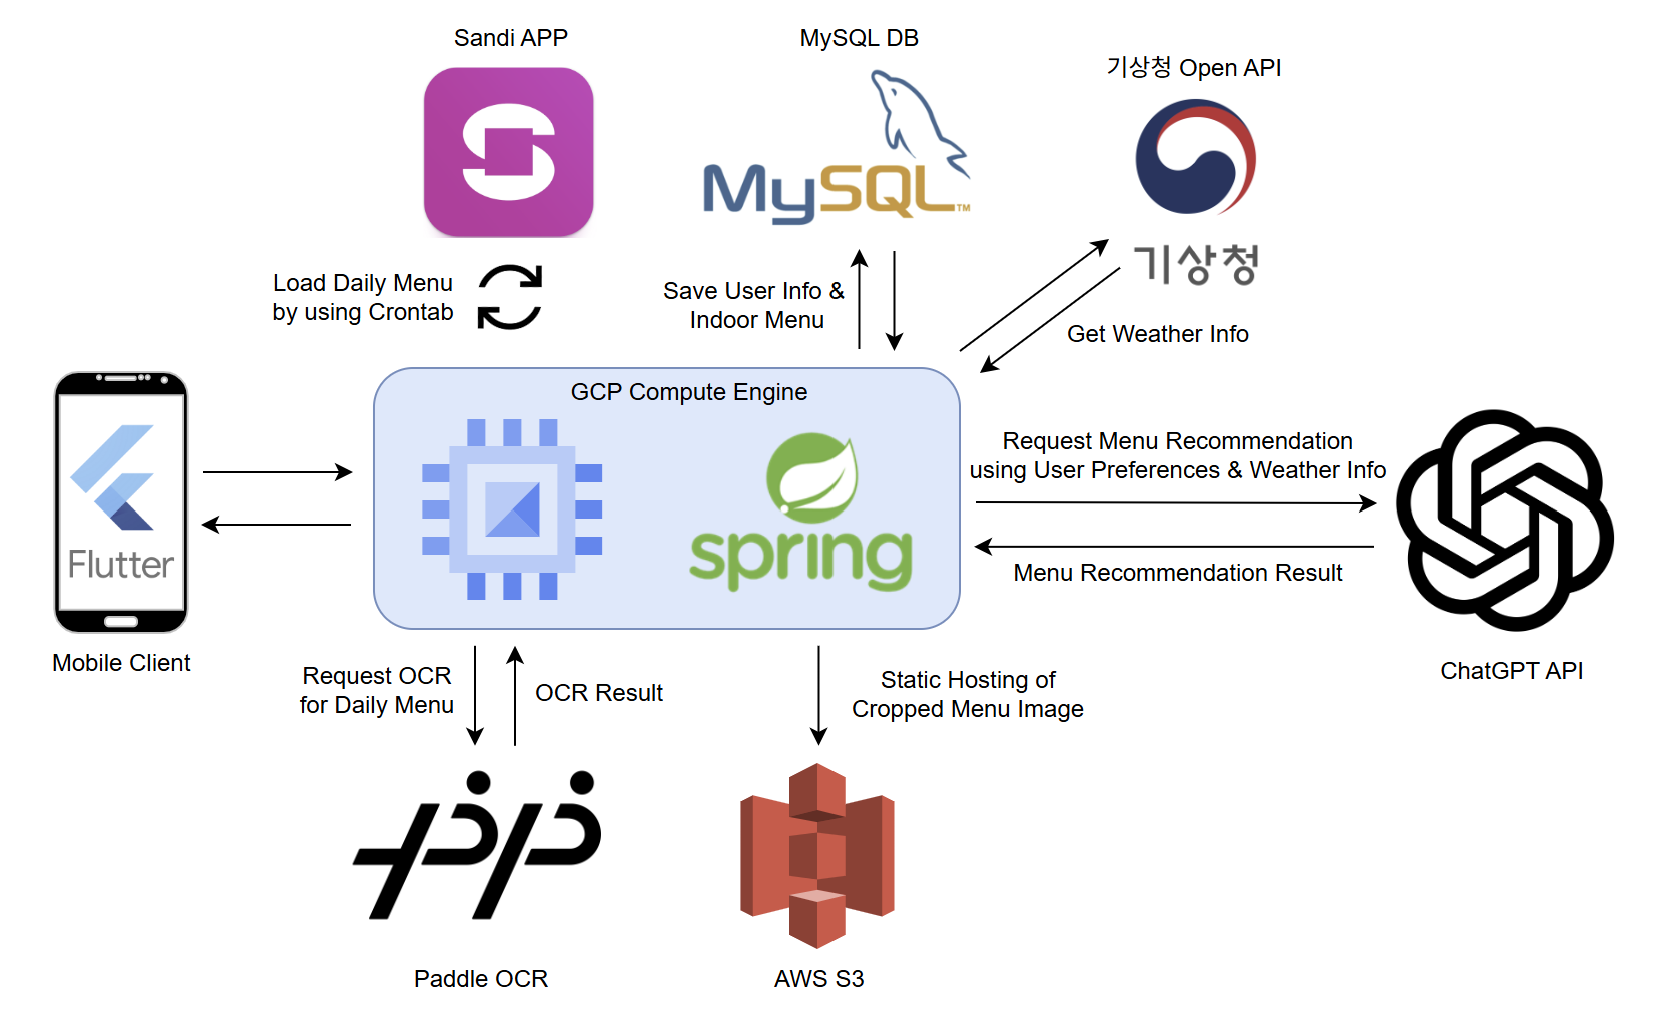 Sandi APP
MySQL DB
기상청 Open API
MySQL™
기상청
Load Daily Menu
by using Crontab
Save User Info &
Indoor Menu
Get Weather Info
GCP Compute Engine
Flutter
spring
Request Menu Recommendation
using User Preferences & Weather Info
Menu Recommendation Result
Mobile Client
ChatGPT API
Request OCR
for Daily Menu
OCR Result
Static Hosting of
Cropped Menu Image
Paddle OCR
AWS S3